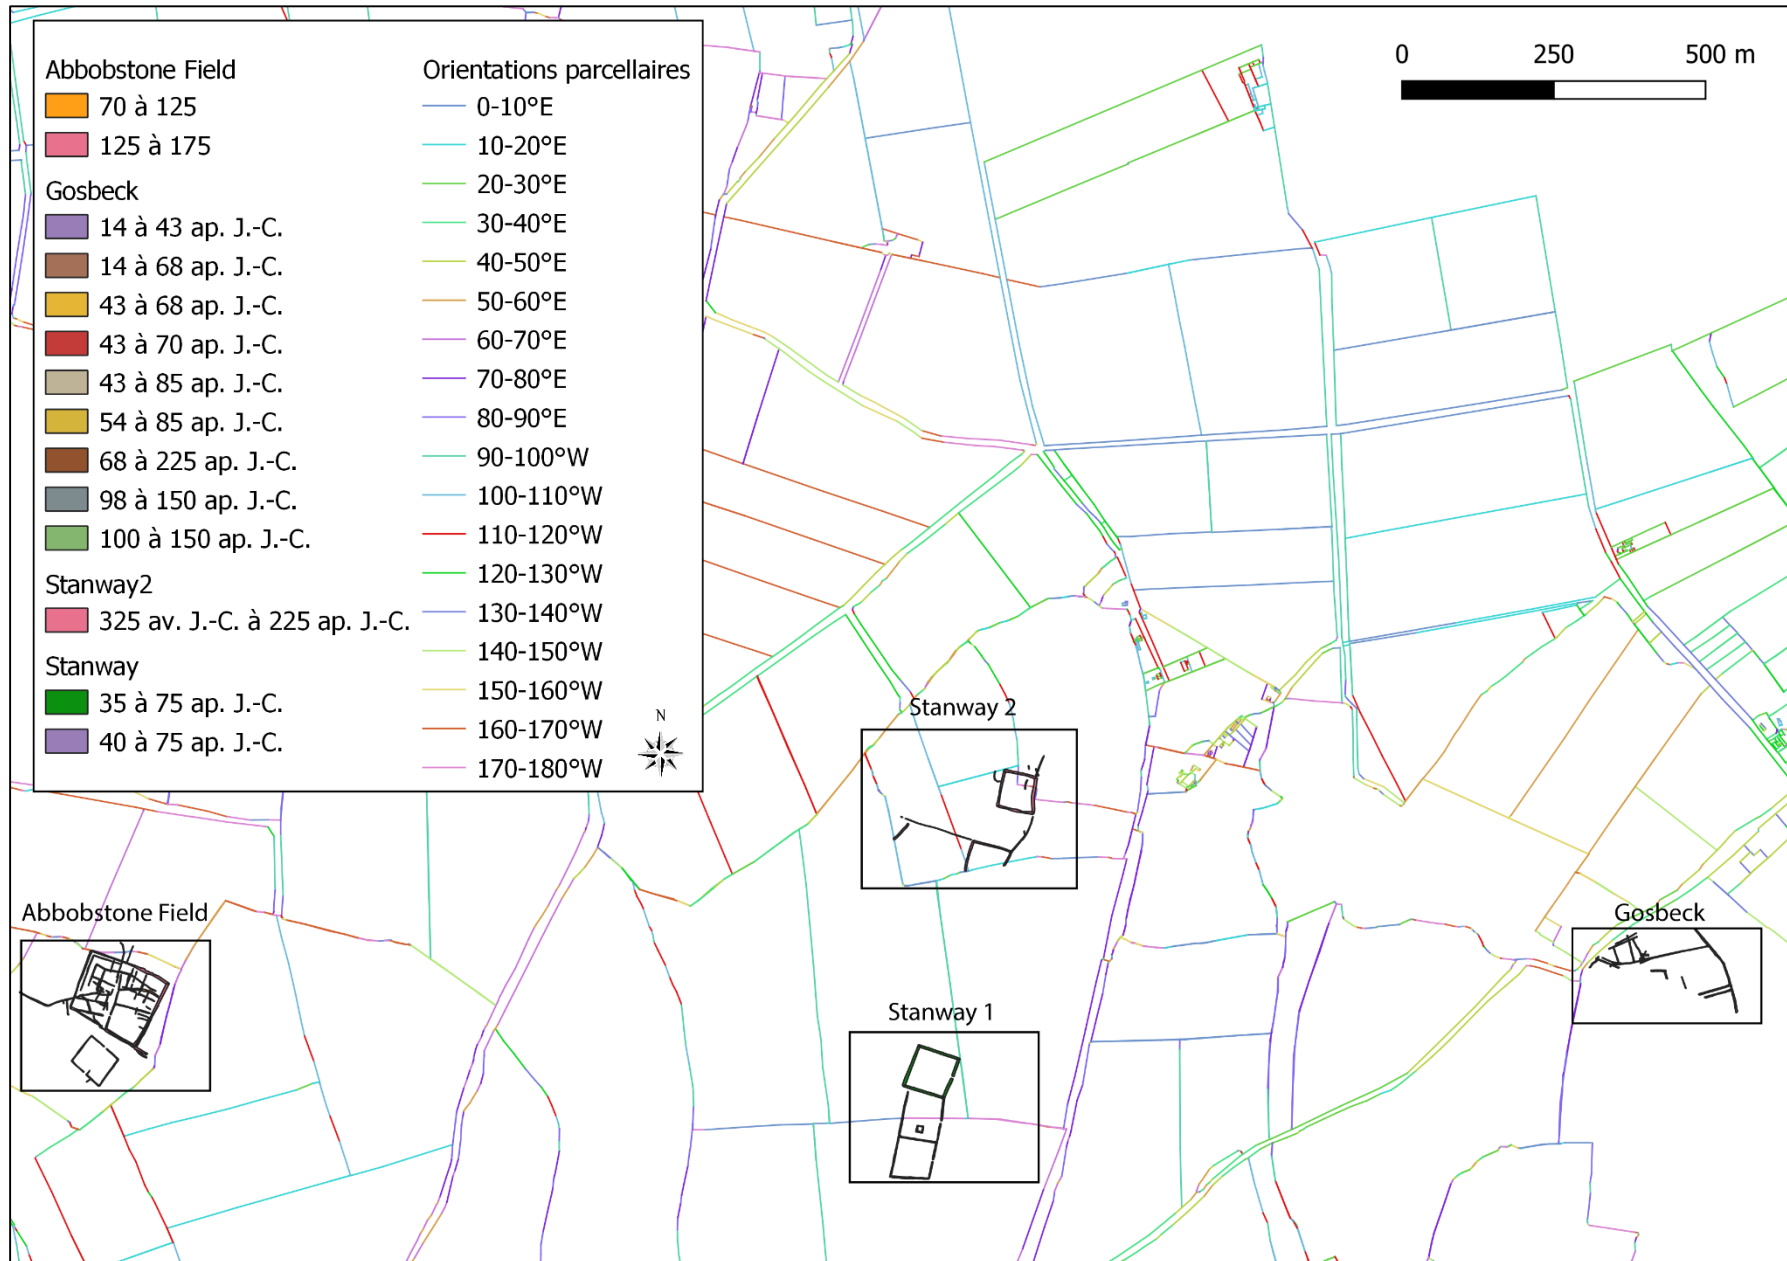 Abbobstone Field
70 à 125
125 à 175
Gosbeck
14 à 43 ap. J.-C.
14 à 68 ap. J.-C.
43 à 68 ap. J.-C.
43 à 70 ap. J.-C.
43 à 85 ap. J.-C.
54 à 85 ap. J.-C.
68 à 225 ap. J.-C.
98 à 150 ap. J.-C.
100 à 150 ap. J.-C.
Stanway2
325 av. J.-C. à 225 ap. J.-C.
Stanway
35 à 75 ap. J.-C.
40 à 75 ap. J.-C.
Orientations parcellaires
0-10°E
10-20°E
20-30°E
30-40°E
40-50°E
50-60°E
60-70°E
70-80°E
80-90°E
90-100°W
100-110°W
110-120°W
120-130°W
130-140°W
140-150°W
150-160°W
160-170°W
170-180°W
N
0 250 500 m
Stanway 2
Abbobstone Field
Gosbeck
Stanway 1